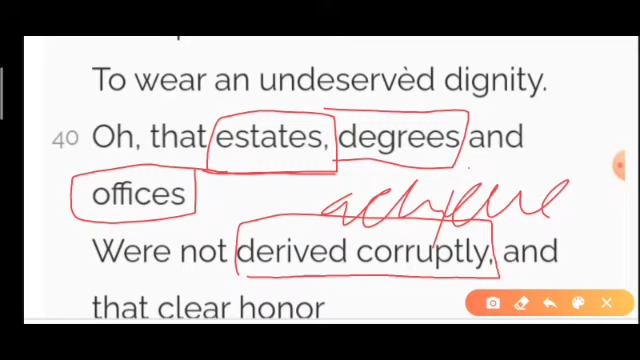 To wear an undeservèd dignity.
40 Oh, that estates, degrees and
offices
achieve
Were not derived corruptly, and
that clear honor